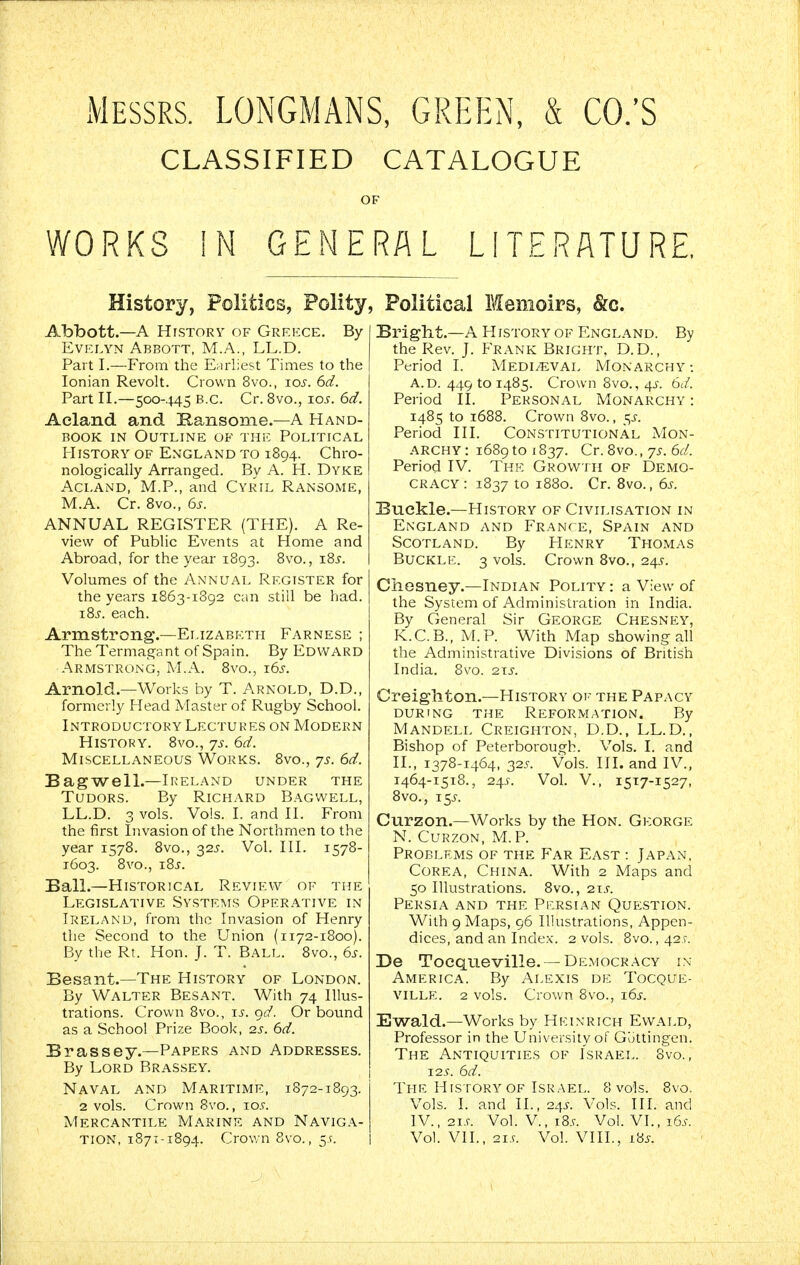 MESSRS. LONGMANS, GREEN, & CO.'S
CLASSIFIED CATALOGUE
OF
WORKS IN GENERAL LITERATURE.
History, Politics, Polity, Political Memoirs, &c.
Abbott.—A HISTORY OF GREECE. By
EVELYN ABBOTT, M.A., LL.D.
Part I.—From the Earliest Times to the
Ionian Revolt. Crown 8vo., 10s. 6d.
Part II.—500-445 B.C. Cr. 8vo., 10s. 6d.
Acland and Ransome.—A HAND-
BOOK IN OUTLINE OF THE POLITICAL
HISTORY OF ENGLAND TO 1894. Chro-
nologically Arranged. By A. H. DYKE
ACLAND, M.P., and CYRIL RANSOME,
M.A. Cr. 8vo., 6s.
ANNUAL REGISTER (THE). A Re-
view of Public Events at Home and
Abroad, for the year 1893. 8vo., 18s.
Volumes of the ANNUAL REGISTER for
the years 1863-1892 can still be had.
18s. each.
Armstrong.—ELIZABETH FARNESE ;
The Termagant of Spain. By EDWARD
ARMSTRONG, M.A. 8vo., 16s.
Arnold.—Works by T. ARNOLD, D.D.,
formerly Head Master of Rugby School.
INTRODUCTORY LECTURES ON MODERN
HISTORY. 8vo., 7s. 6d.
MISCELLANEOUS WORKS. 8vo., 7s. 6d.
Bagwell.—IRELAND UNDER THE
TUDORS. By RICHARD BAGWELL,
LL.D. 3 vols. Vols. I. and II. From
the first Invasion of the Northmen to the
year 1578. 8vo., 32s. Vol. III. 1578-
1603. 8vo., 18s.
Ball.—HISTORICAL REVIEW OF THE
LEGISLATIVE SYSTEMS OPERATIVE IN
IRELAND, from the Invasion of Henry
the Second to the Union (1172-1800).
By the Rt. Hon. J. T. BALL. 8vo., 6s.
Besant.—THE HISTORY OF LONDON.
By WALTER BESANT. With 74 Illus-
trations. Crown 8vo., 1s. 9d. Or bound
as a School Prize Book, 2s. 6d.
Brassey.—PAPERS AND ADDRESSES.
By LORD BRASSEY.
NAVAL AND MARITIME, 1872-1893.
2 vols. Crown 8vo., 10s.
MERCANTILE MARINE AND NAVIGA-
TION, 1871-1894. Crown 8vo., 5s.
Bright.—A HISTORY OF ENGLAND. By
the Rev. J. FRANK BRIGHT, D.D.,
Period I. MEDIÆVAL MONARCHY :
A.D. 449 to 1485. Crown 8vo., 4s. 6d.
Period II. PERSONAL MONARCHY :
1485 to 1688. Crown 8vo., 5s.
Period III. CONSTITUTIONAL MON-
ARCHY : 1689 to 1837. Cr. 8vo., 7s. 6d.
Period IV. THE GROWTH OF DEMO-
CRACY : 1837 to 1880. Cr. 8vo., 6s.
Buckle.—HISTORY OF CIVILISATION IN
ENGLAND AND FRANCE, SPAIN AND
SCOTLAND. By HENRY THOMAS
BUCKLE. 3 vols. Crown 8vo., 24s.
Chesney.—INDIAN POLITY : a View of
the System of Administration in India.
By General Sir GEORGE CHESNEY,
K.C.B., M.P. With Map showing all
the Administrative Divisions of British
India. 8vo. 21s.
Creighton.—HISTORY OF THE PAPACY
DURING THE REFORMATION. By
MANDELL CREIGHTON, D.D., LL.D.,
Bishop of Peterborough. Vols. I. and
II., 1378-1464, 32s. Vols. III. and IV.,
1464-1518., 24s. Vol. V., 1517-1527,
8vo., 15s.
Curzon.—Works by the HON. GEORGE
N. CURZON, M.P.
PROBLEMS OF THE FAR EAST : JAPAN,
COREA, CHINA. With 2 Maps and
50 Illustrations. 8vo., 21s.
PERSIA AND THE PERSIAN QUESTION.
With 9 Maps, 96 Illustrations, Appen-
dices, and an Index. 2 vols. 8vo., 42s.
De Tocqueville.—DEMOCRACY IN
AMERICA. By ALEXIS DE TOCQUE-
VILLE. 2 vols. Crown 8vo., 16s.
Ewald.—Works by HEINRICH EWALD,
Professor in the University of Göttingen.
THE ANTIQUITIES OF ISRAEL. 8vo.,
12s. 6d.
THE HISTORY OF ISRAEL. 8 vols. 8vo.
Vols. I. and II., 24s. Vols. III. and
IV., 21s. Vol. V., 18s. Vol. VI., 16s.
Vol. VII., 21s. Vol. VIII., 18s.